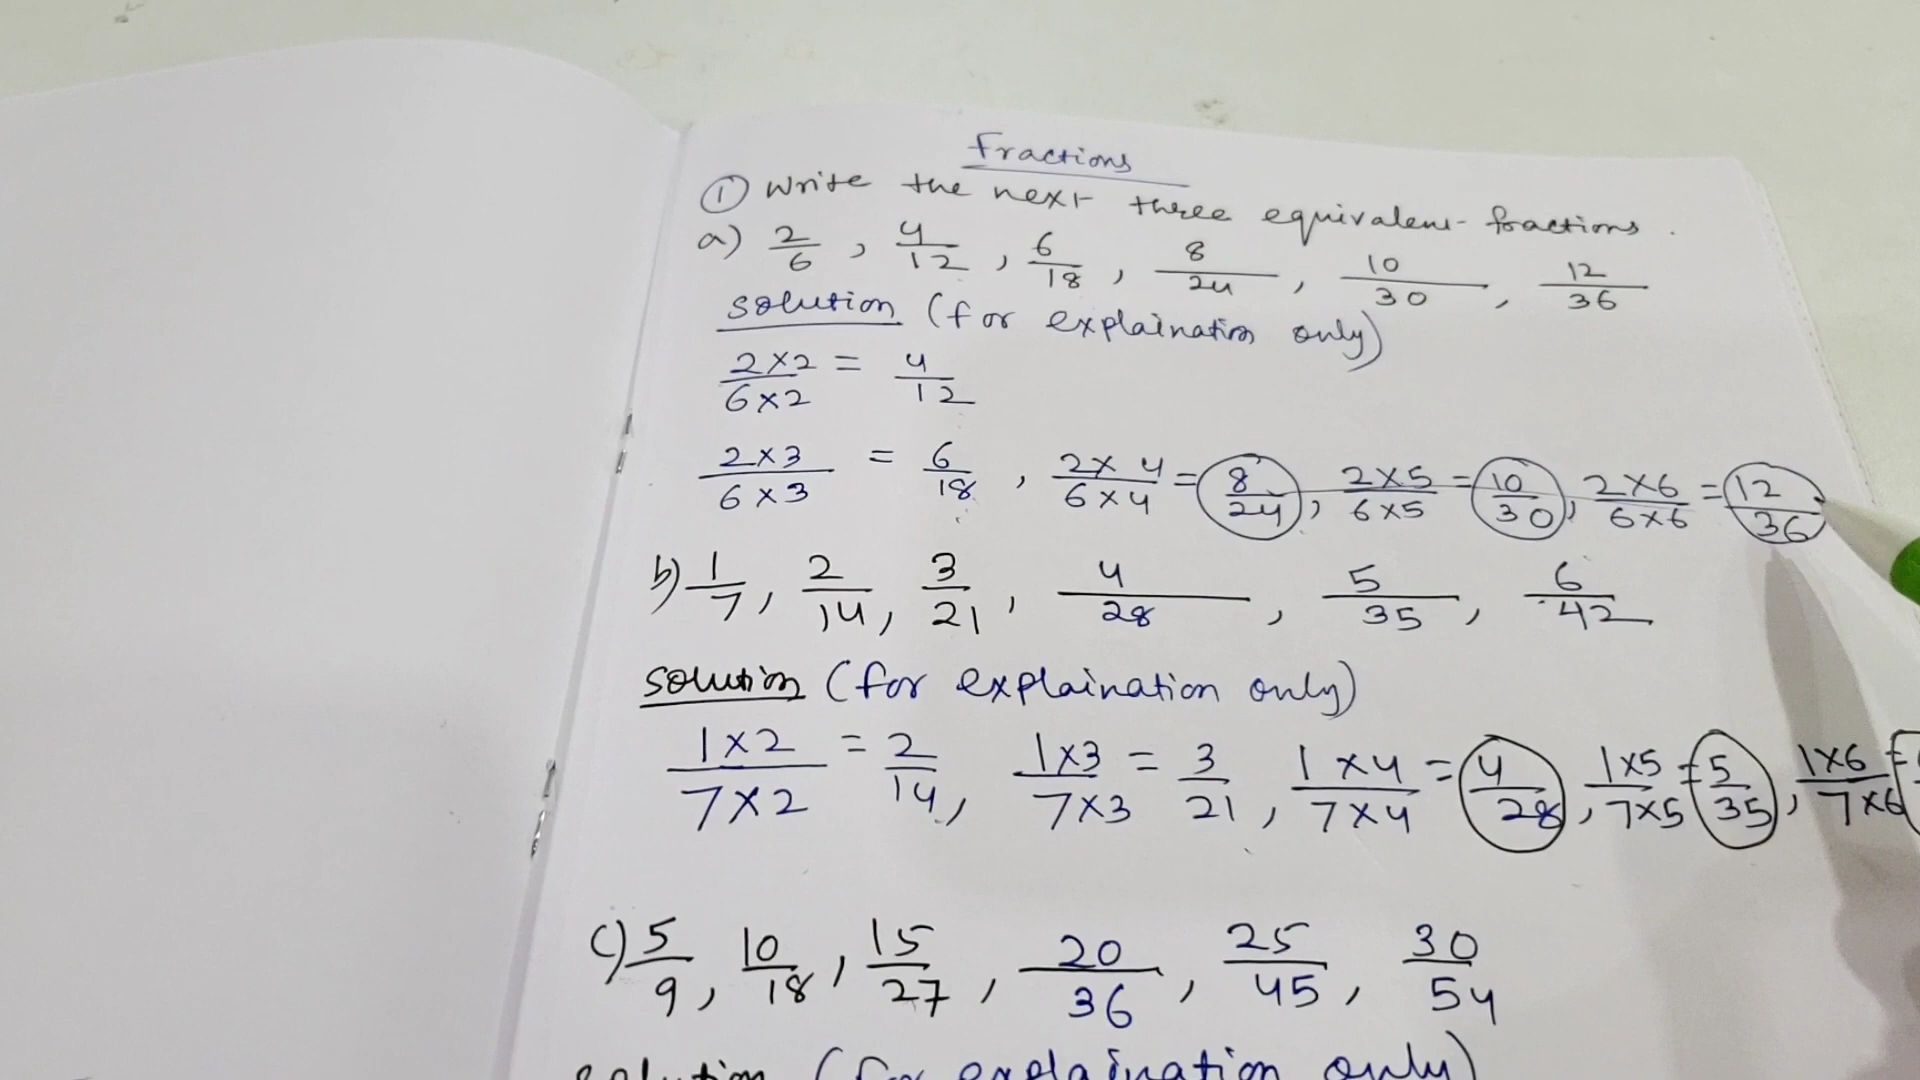 Fractions
① Write the next three equivalent fractions.
a) 2/6, 4/12, 6/18, 8/24, 10/30, 12/36
Solution (for explaination only)
2×2/6×2 = 4/12
2×3/6×3 = 6/18, 2×4/6×4 = 8/24, 2×5/6×5 = 10/30, 2×6/6×6 = 12/36
b) 1/7, 2/14, 3/21, 4/28, 5/35, 6/42
Solution (for explaination only)
1×2/7×2 = 2/14, 1×3/7×3 = 3/21, 1×4/7×4 = 4/28, 1×5/7×5 = 5/35, 1×6/7×6 =
c) 5/9, 10/18, 15/27, 20/36, 25/45, 30/54
Solution (for explaination only)